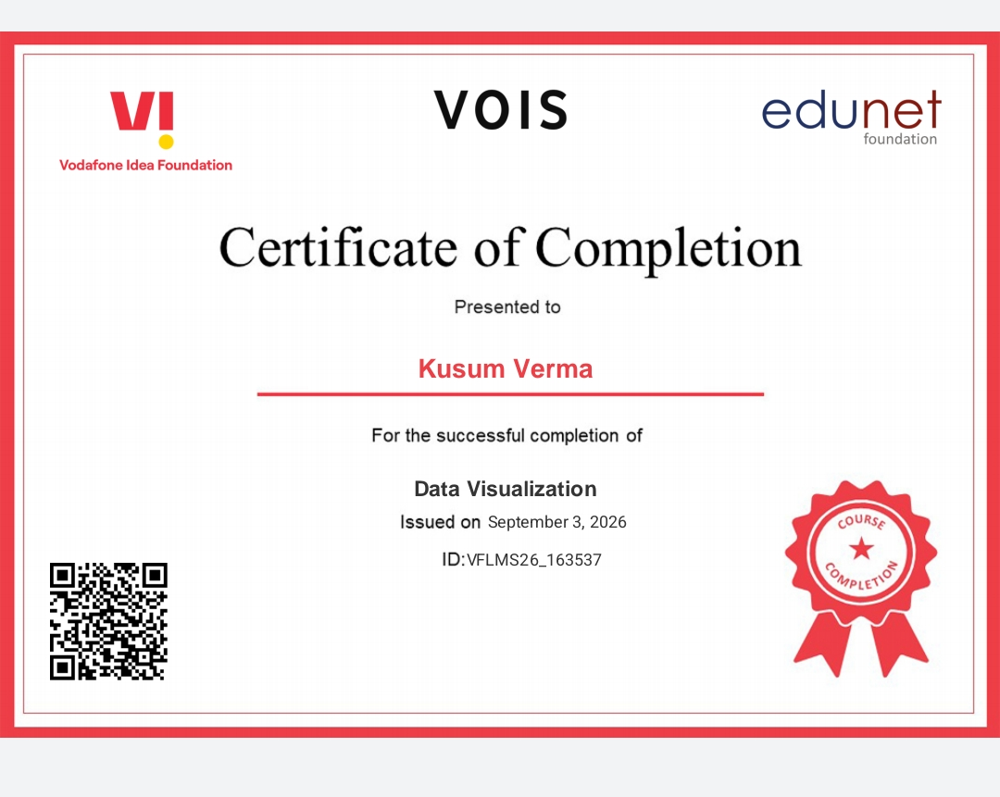 VI
Vodafone Idea Foundation
VOIS
edunet
foundation
Certificate of Completion
Presented to
Kusum Verma
For the successful completion of
Data Visualization
Issued on September 3, 2026
ID:VFLMS26_163537
COURSE
COMPLETION